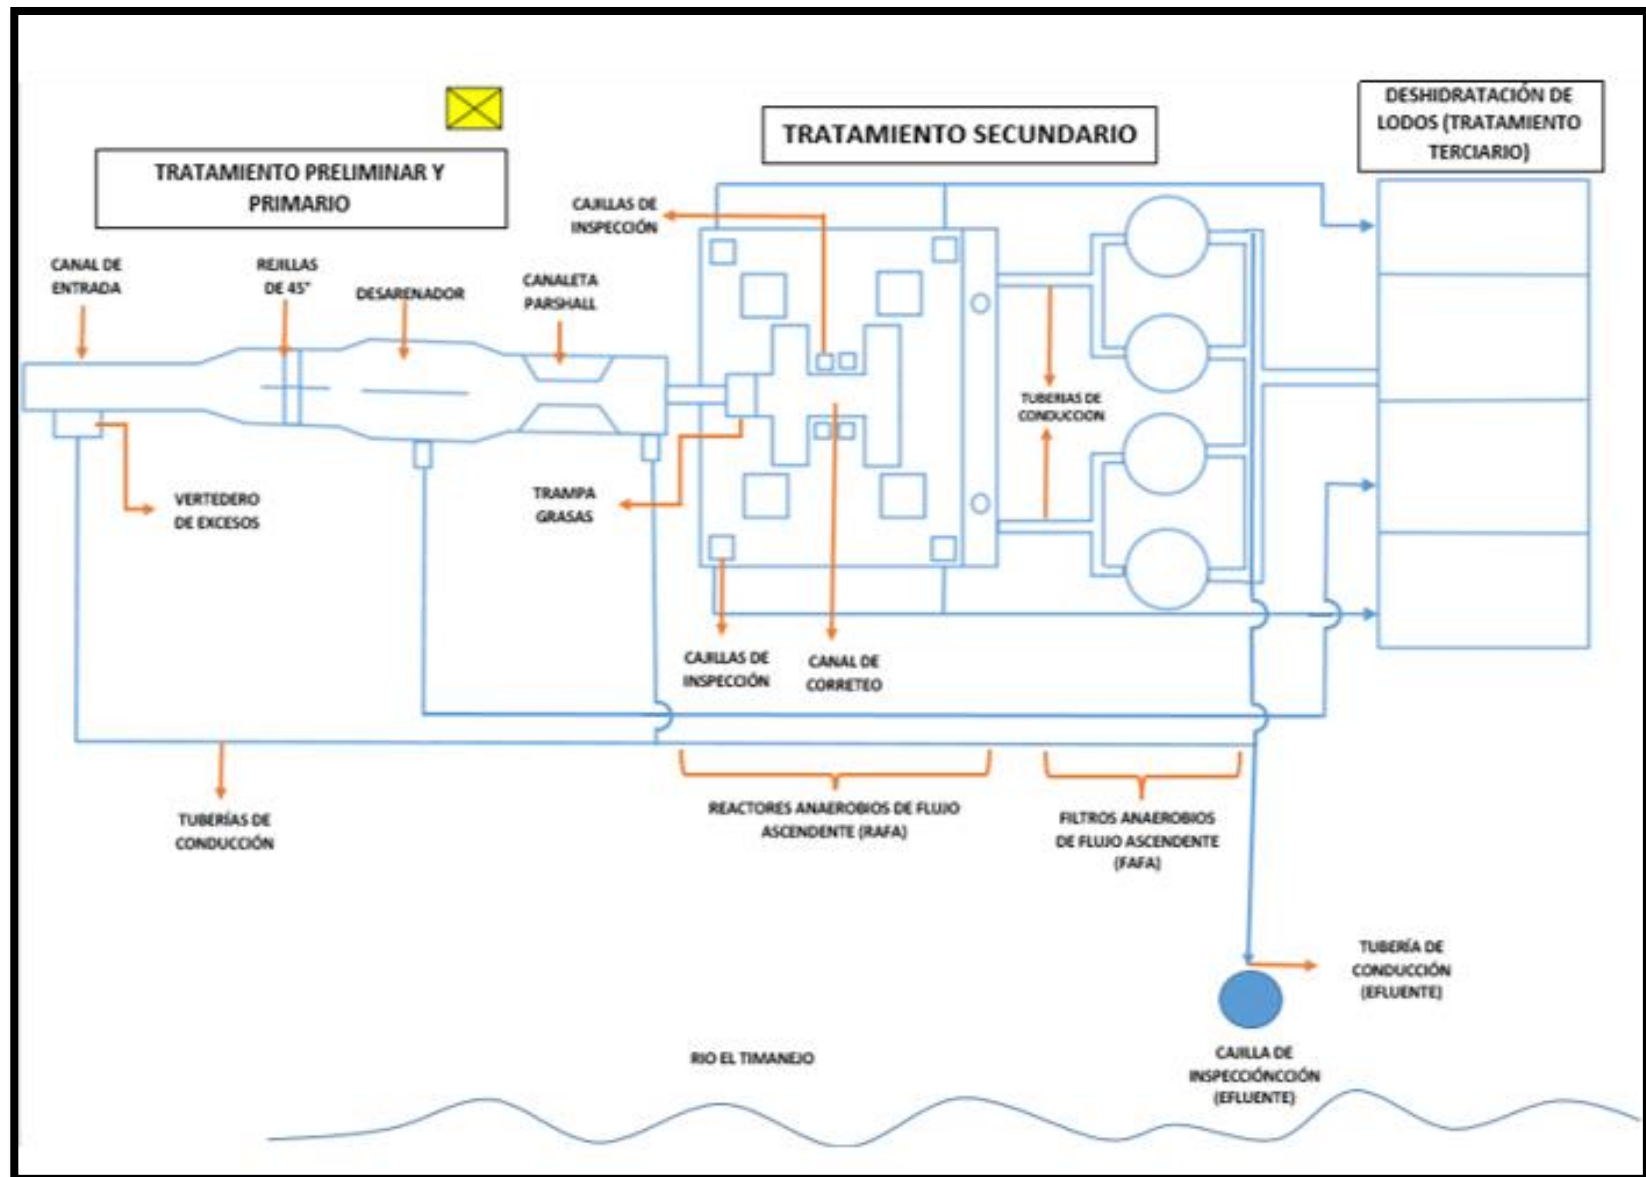 DESHIDRATACIÓN DE
LODOS (TRATAMIENTO
TERCIARIO)
TRATAMIENTO SECUNDARIO
TRATAMIENTO PRELIMINAR Y
PRIMARIO
CAJILLAS DE
INSPECCIÓN
CANAL DE
ENTRADA
REJILLAS
DE 45°
DESARENADOR
CANALETA
PARSHALL
TUBERIAS DE
CONDUCCION
VERTEDERO
DE EXCESOS
TRAMPA
GRASAS
CAJILLAS DE
INSPECCIÓN
CANAL DE
CORRETEO
TUBERÍAS DE
CONDUCCIÓN
REACTORES ANAEROBIOS DE FLUJO
ASCENDENTE (RAFA)
FILTROS ANAEROBIOS
DE FLUJO ASCENDENTE
(FAFA)
TUBERÍA DE
CONDUCCIÓN
(EFLUENTE)
RIO EL TIMANEJO
CAJILLA DE
INSPECCIÓNCCIÓN
(EFLUENTE)